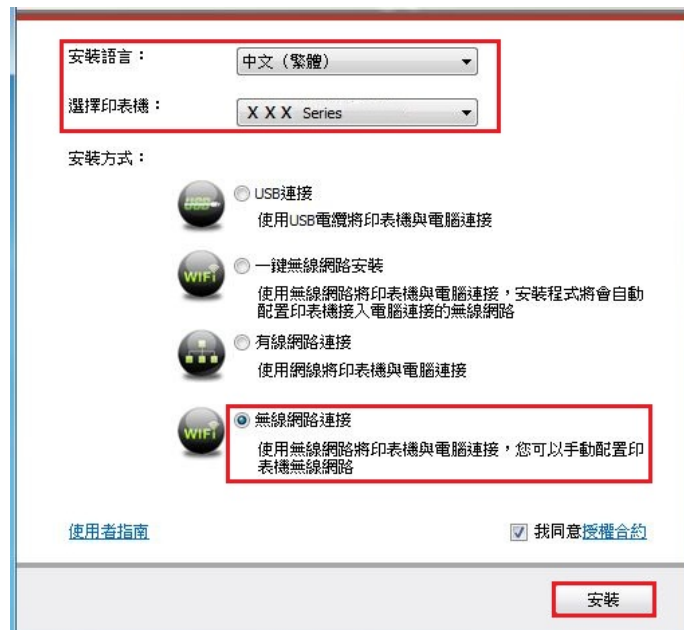 安裝語言：
中文（繁體）
選擇印表機：
X X X Series
安裝方式：
USB
USB連接
使用USB電纜將印表機與電腦連接
WiFi
一鍵無線網路安裝
使用無線網路將印表機與電腦連接，安裝程式將會自動
配置印表機接入電腦連接的無線網路
有線網路連接
使用網線將印表機與電腦連接
WiFi
無線網路連接
使用無線網路將印表機與電腦連接，您可以手動配置印
表機無線網路
使用者指南
我同意授權合約
安裝